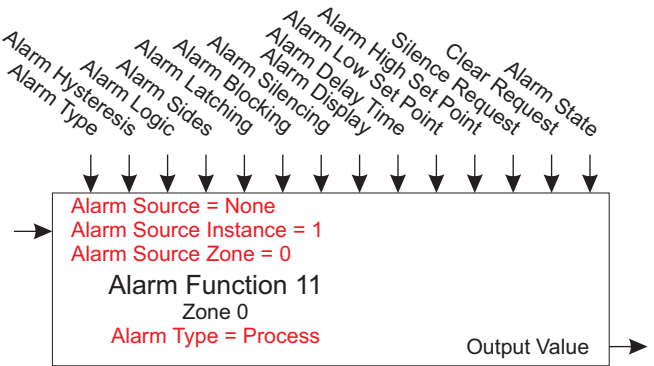 Alarm Type
Alarm Hysteresis
Alarm Logic
Alarm Sides
Alarm Latching
Alarm Blocking
Alarm Silencing
Alarm Display
Alarm Delay Time
Alarm Low Set Point
Alarm High Set Point
Silence Request
Clear Request
Alarm State
Alarm Source = None
Alarm Source Instance = 1
Alarm Source Zone = 0
Alarm Function 11
Zone 0
Alarm Type = Process
Output Value